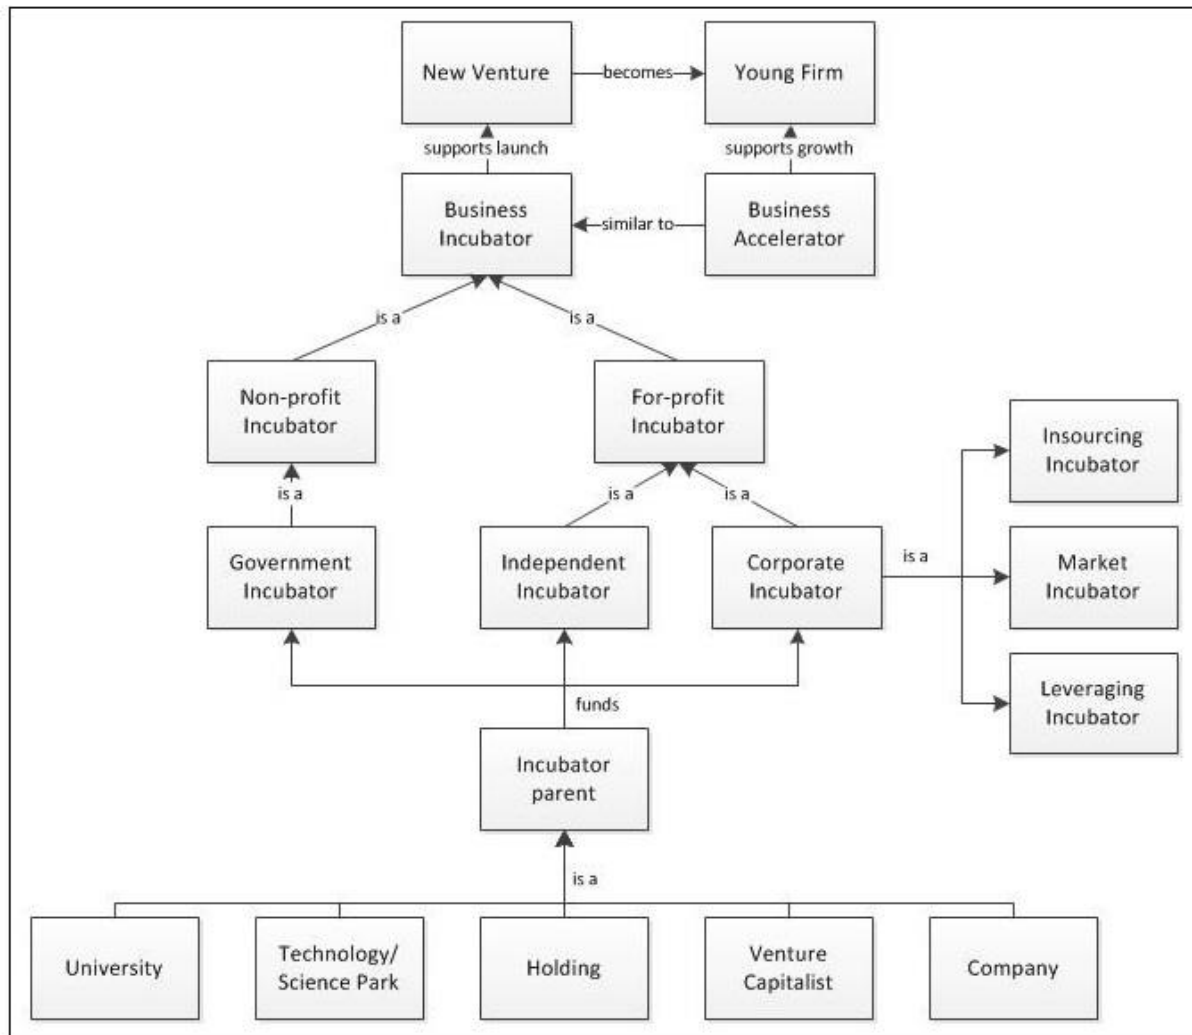 New Venture
becomes
Young Firm
supports launch
supports growth
Business
Incubator
similar to
Business
Accelerator
is a
is a
Non-profit
Incubator
For-profit
Incubator
Insourcing
Incubator
is a
is a
is a
Government
Incubator
Independent
Incubator
Corporate
Incubator
is a
Market
Incubator
Leveraging
Incubator
funds
Incubator
parent
is a
University
Technology/
Science Park
Holding
Venture
Capitalist
Company